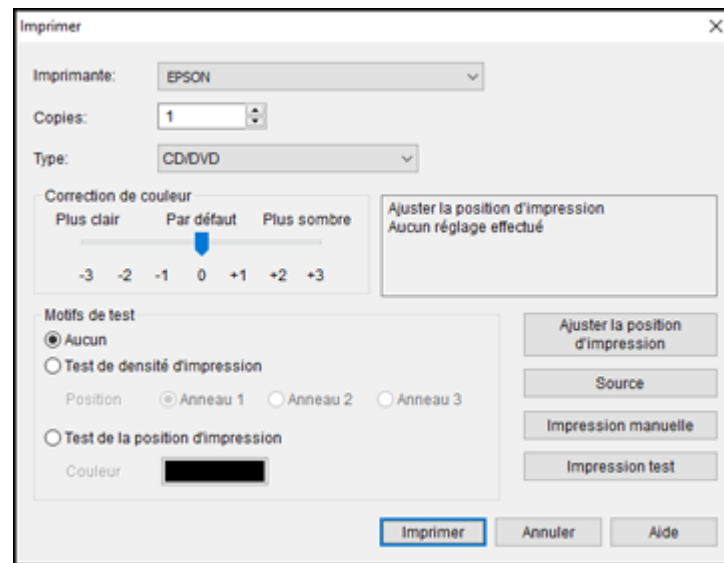 Imprimer
Imprimante: EPSON
Copies: 1
Type: CD/DVD
Correction de couleur
Plus clair Par défaut Plus sombre
-3 -2 -1 0 +1 +2 +3
Ajuster la position d'impression
Aucun réglage effectué
Motifs de test
Aucun
Test de densité d'impression
Position Anneau 1 Anneau 2 Anneau 3
Test de la position d'impression
Couleur
Ajuster la position
d'impression
Source
Impression manuelle
Impression test
Imprimer Annuler Aide